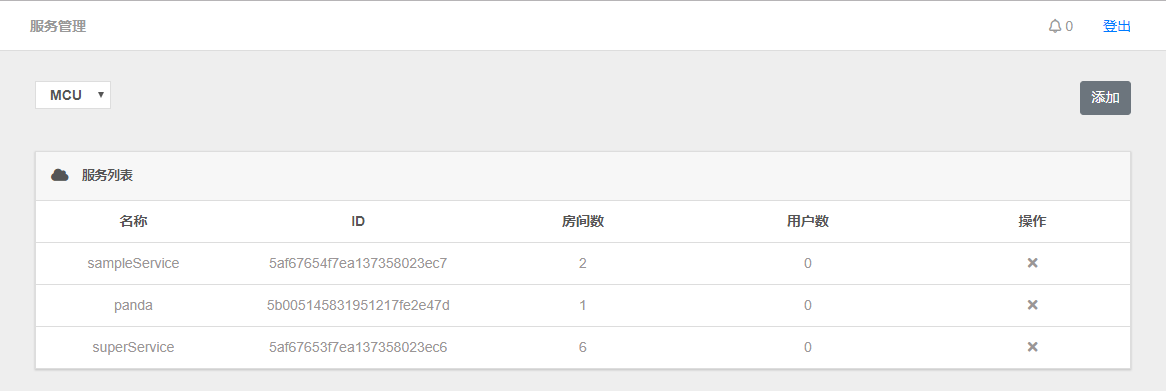 服务管理
0
登出
MCU
添加
服务列表
名称 ID 房间数 用户数 操作
sampleService 5af67654f7ea137358023ec7 2 0
panda 5b005145831951217fe2e47d 1 0
superService 5af67653f7ea137358023ec6 6 0